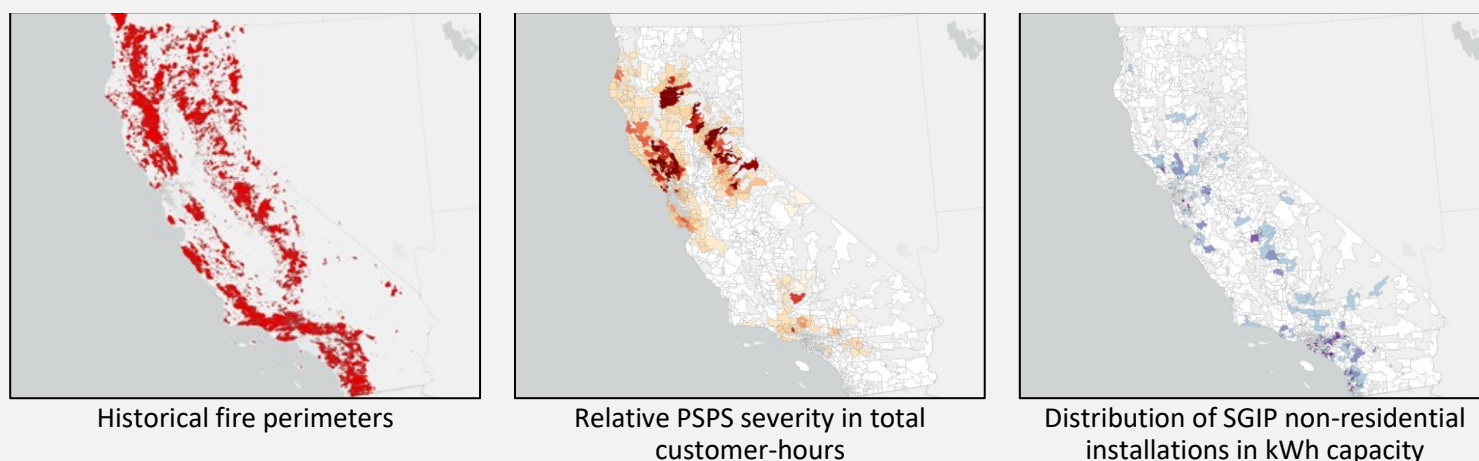 Historical fire perimeters
Relative PSPS severity in total
customer-hours
Distribution of SGIP non-residential
installations in kWh capacity